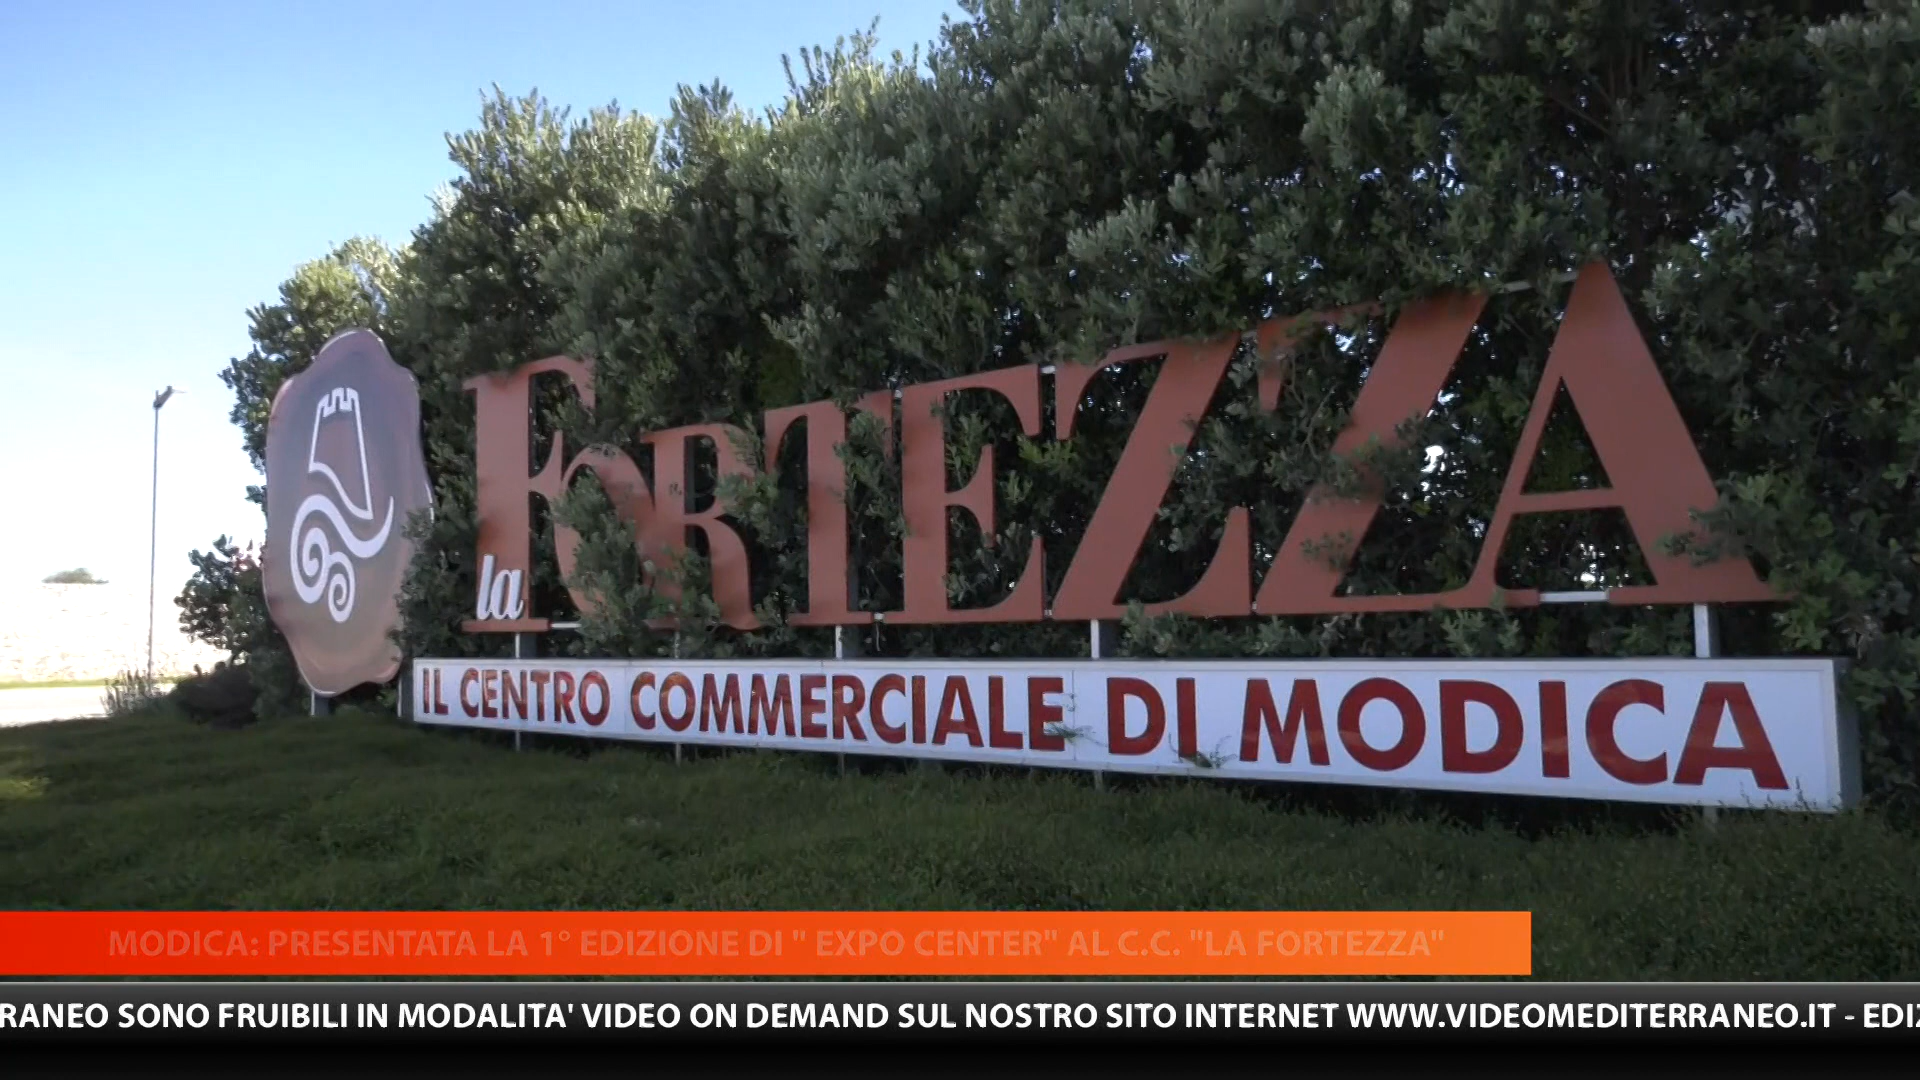 la FORTEZZA
IL CENTRO COMMERCIALE DI MODICA
MODICA: PRESENTATA LA 1° EDIZIONE DI " EXPO CENTER" AL C.C. "LA FORTEZZA"
RANEO SONO FRUIBILI IN MODALITA' VIDEO ON DEMAND SUL NOSTRO SITO INTERNET WWW.VIDEOMEDITERRANEO.IT - EDIZ